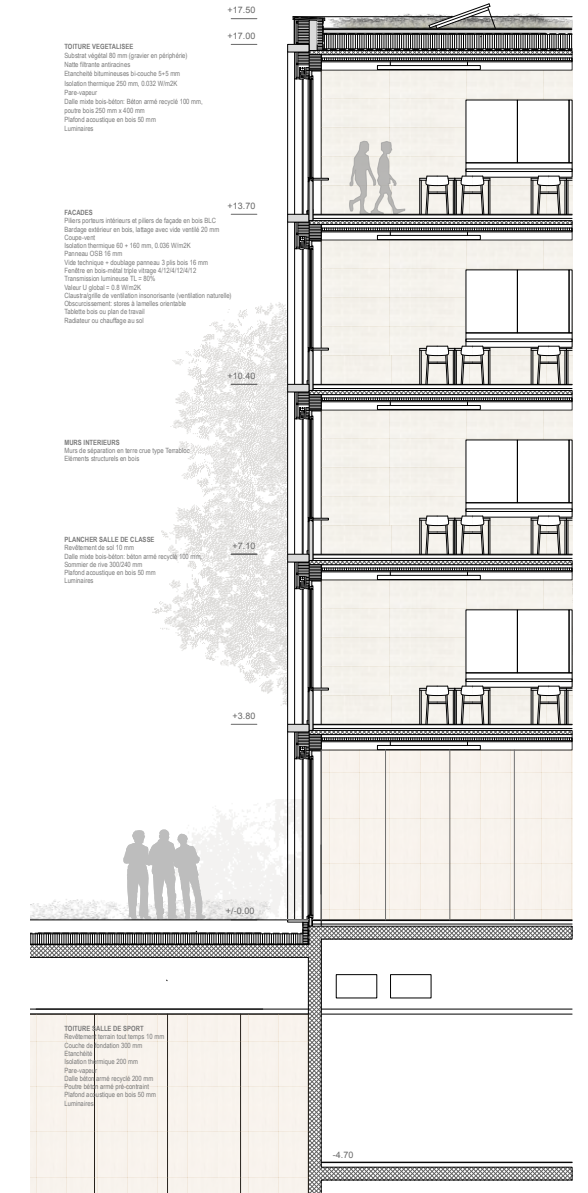 +17.50
+17.00
TOITURE VEGETALISEE
Substrat végétal 80 mm (gravier en périphérie)
Natte filtrante antiracines
Etanchéité bitumineuses bi-couche 5+5 mm
Isolation thermique 250 mm, 0.032 W/m2K
Pare-vapeur
Dalle mixte bois-béton: Béton armé recyclé 100 mm,
poutre bois 250 mm x 400 mm
Plafond acoustique en bois 50 mm
Luminaires
+13.70
FACADES
Piliers porteurs intérieurs et piliers de façade en bois BLC
Bardage extérieur en bois, lattage avec vide ventilé 20 mm
Coupe-vent
Isolation thermique 60 + 160 mm, 0.036 W/m2K
Panneau OSB 16 mm
Vide technique + doublage panneau 3 plis bois 16 mm
Fenêtre en bois-métal triple vitrage 4/12/4/12/4/12
Transmission lumineuse TL = 80%
Valeur U global = 0.8 W/m2K
Claustra/grille de ventilation insonorisante (ventilation naturelle)
Obscurcissement: stores à lamelles orientable
Tablette bois ou plan de travail
Radiateur ou chauffage au sol
+10.40
MURS INTERIEURS
Murs de séparation en terre crue type Terrabloc
Eléments structurels en bois
PLANCHER SALLE DE CLASSE
Revêtement de sol 10 mm
+7.10
Dalle mixte bois-béton: béton armé recyclé 100 mm,
Sommier de rive 300/240 mm
Plafond acoustique en bois 50 mm
Luminaires
+3.80
+/-0.00
TOITURE SALLE DE SPORT
Revêtement terrain tout temps 10 mm
Couche de fondation 300 mm
Etanchéité
Isolation thermique 200 mm
Pare-vapeur
Dalle béton armé recyclé 200 mm
Poutre béton armé pré-contraint
Plafond acoustique en bois 50 mm
Luminaires
-4.70